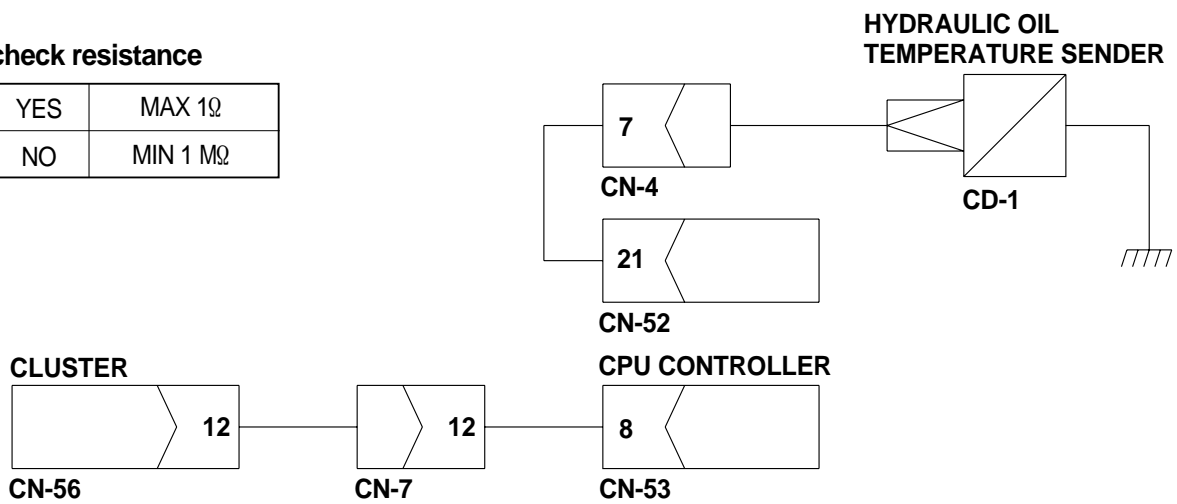 HYDRAULIC OIL
TEMPERATURE SENDER
check resistance
YES MAX 1Ω
NO MIN 1 MΩ
7
CN-4
CD-1
21
CN-52
CLUSTER
CPU CONTROLLER
12
12
8
CN-56
CN-7
CN-53